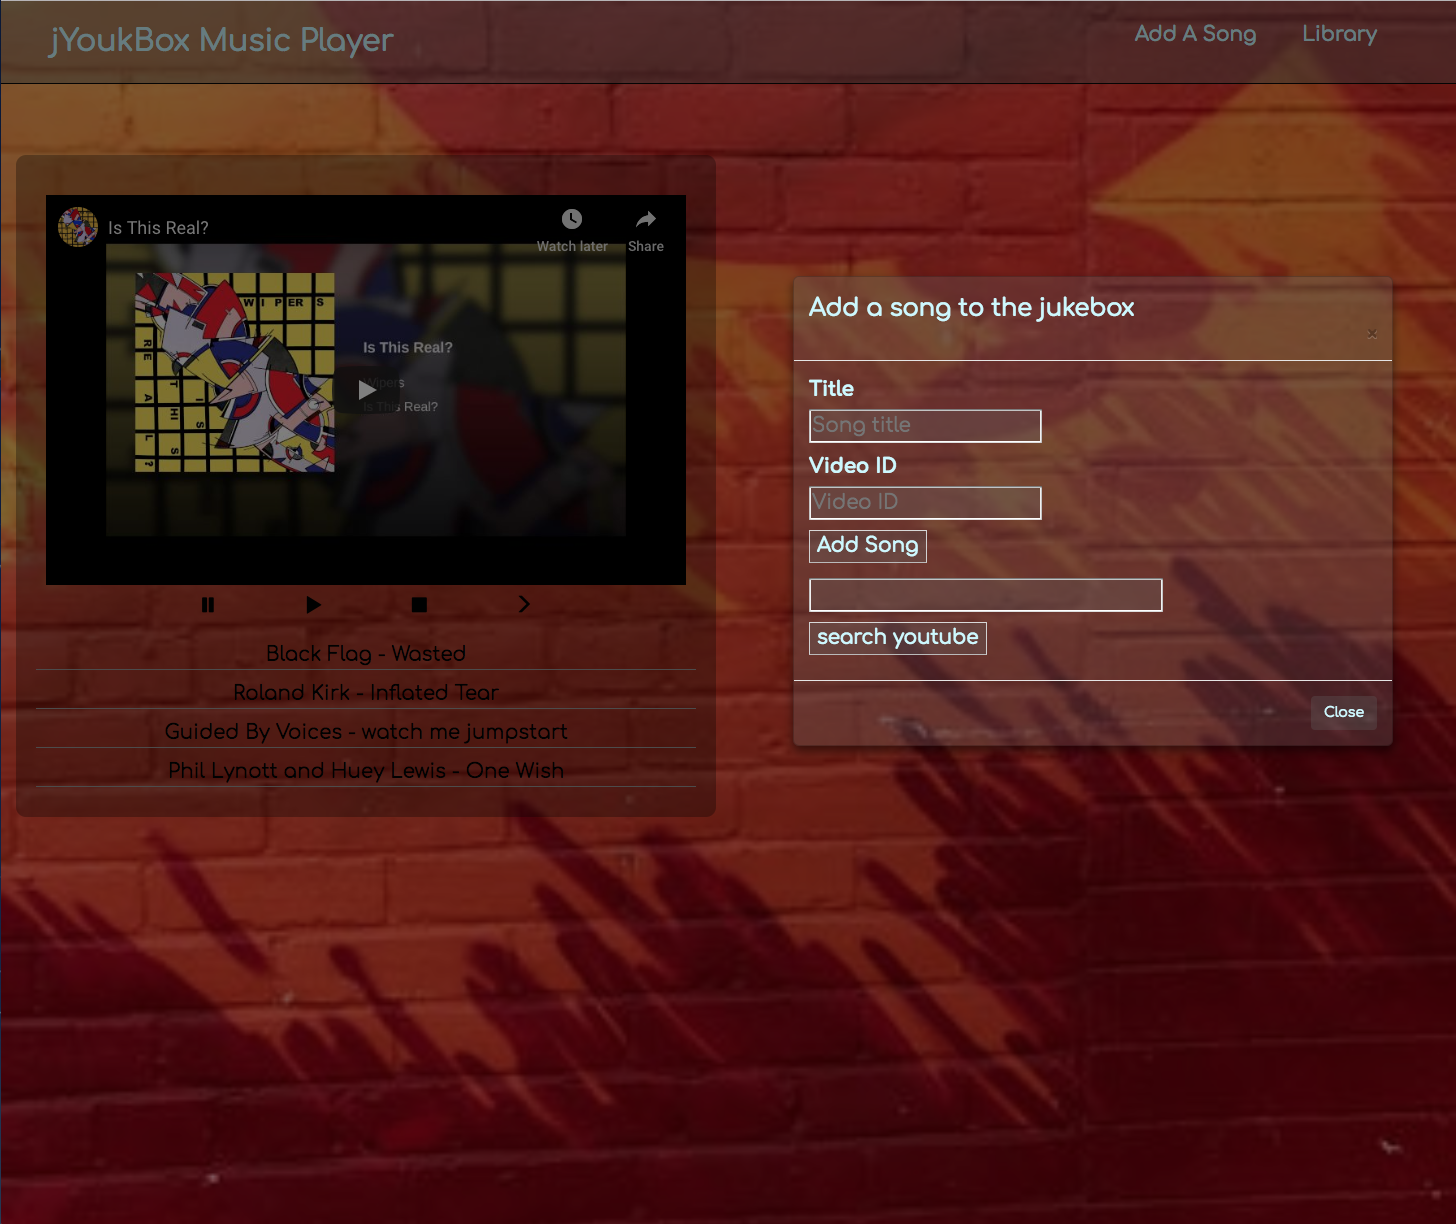 jYoukBox Music Player
Add A Song Library
Is This Real?
Watch later Share
WIPERS
IS THIS REAL?
Is This Real?
Wipers
Is This Real?
Black Flag - Wasted
Roland Kirk - Inflated Tear
Guided By Voices - watch me jumpstart
Phil Lynott and Huey Lewis - One Wish
Add a song to the jukebox
×
Title
Song title
Video ID
Video ID
Add Song
search youtube
Close